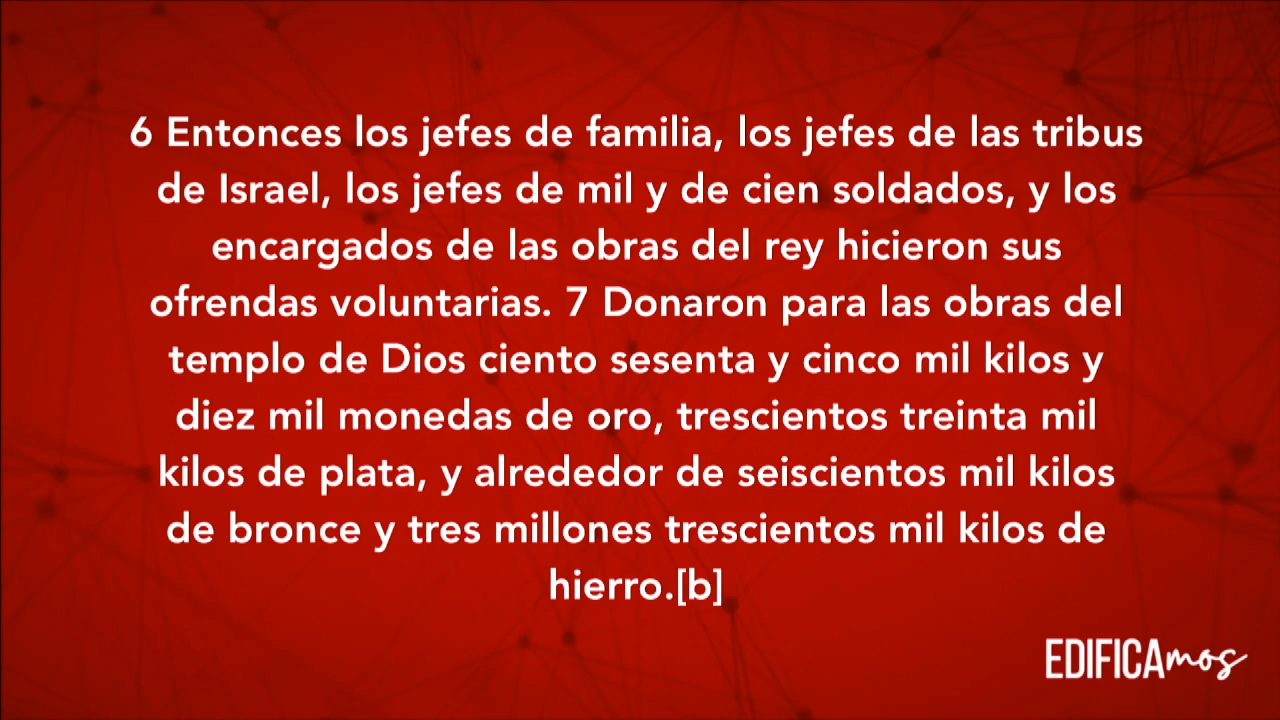 6 Entonces los jefes de familia, los jefes de las tribus
de Israel, los jefes de mil y de cien soldados, y los
encargados de las obras del rey hicieron sus
ofrendas voluntarias. 7 Donaron para las obras del
templo de Dios ciento sesenta y cinco mil kilos y
diez mil monedas de oro, trescientos treinta mil
kilos de plata, y alrededor de seiscientos mil kilos
de bronce y tres millones trescientos mil kilos de
hierro.[b]
EDIFICAmos